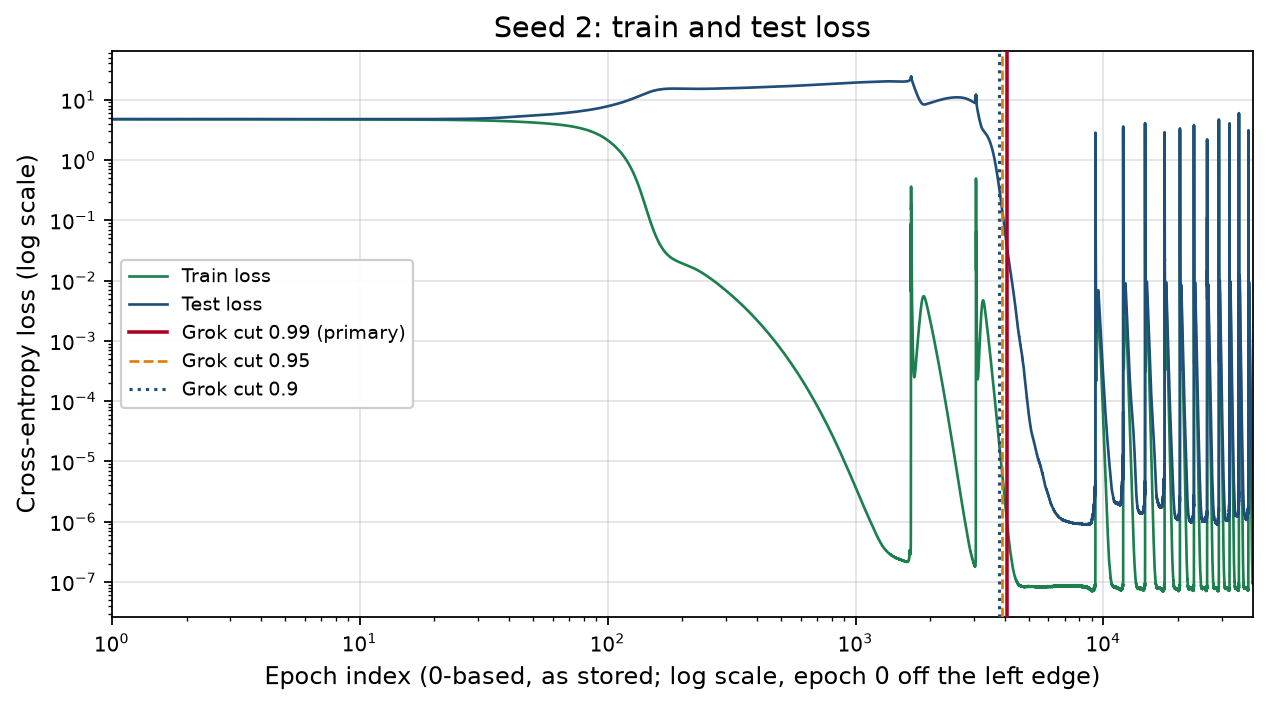 Seed 2: train and test loss
Cross-entropy loss (log scale)
10¹
10⁰
10⁻¹
10⁻²
10⁻³
10⁻⁴
10⁻⁵
10⁻⁶
10⁻⁷
Train loss
Test loss
Grok cut 0.99 (primary)
Grok cut 0.95
Grok cut 0.9
10⁰ 10¹ 10² 10³ 10⁴
Epoch index (0-based, as stored; log scale, epoch 0 off the left edge)